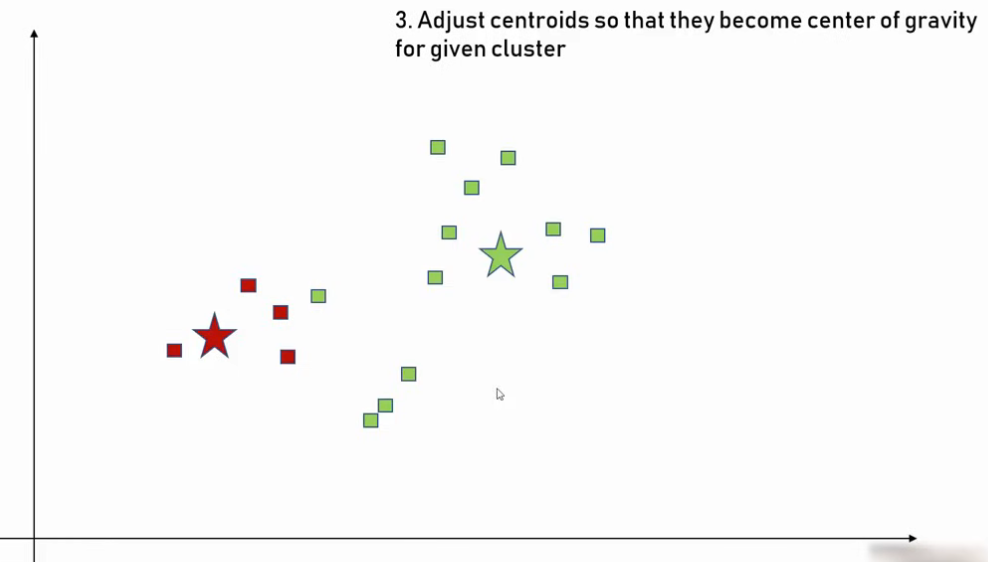 3. Adjust centroids so that they become center of gravity
for given cluster